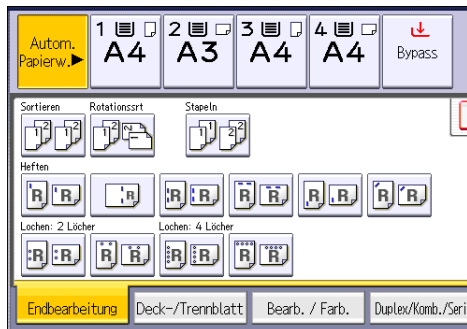 Autom.
Papierw.►
1 A4
2 A3
3 A4
4 A4
Bypass
Sortieren Rotationssrt Stapeln
Heften
Lochen: 2 Löcher Lochen: 4 Löcher
Endbearbeitung Deck-/Trennblatt Bearb. / Farb. Duplex/Komb./Seri